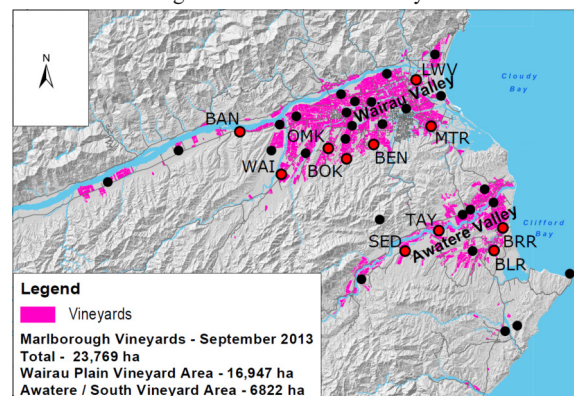 N
Cloudy
Bay
LWV
Wairau Valley
BAN
OMK
MTR
BEN
WAI
BOK
Clifford
Bay
TAY
Awatere Valley
BRR
SED
BLR
Legend
Vineyards
Marlborough Vineyards - September 2013
Total - 23,769 ha
Wairau Plain Vineyard Area - 16,947 ha
Awatere / South Vineyard Area - 6822 ha